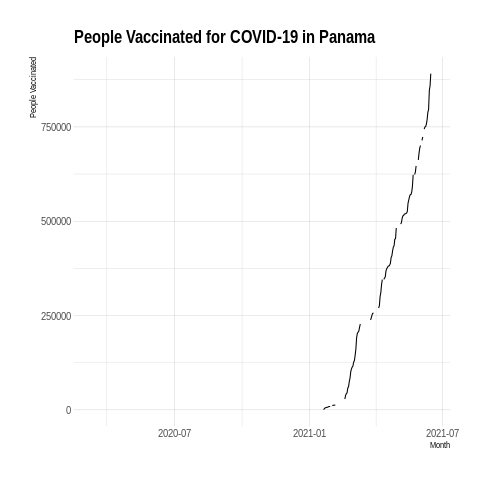 People Vaccinated for COVID-19 in Panama
People Vaccinated
750000
500000
250000
0
2020-07
2021-01
2021-07
Month